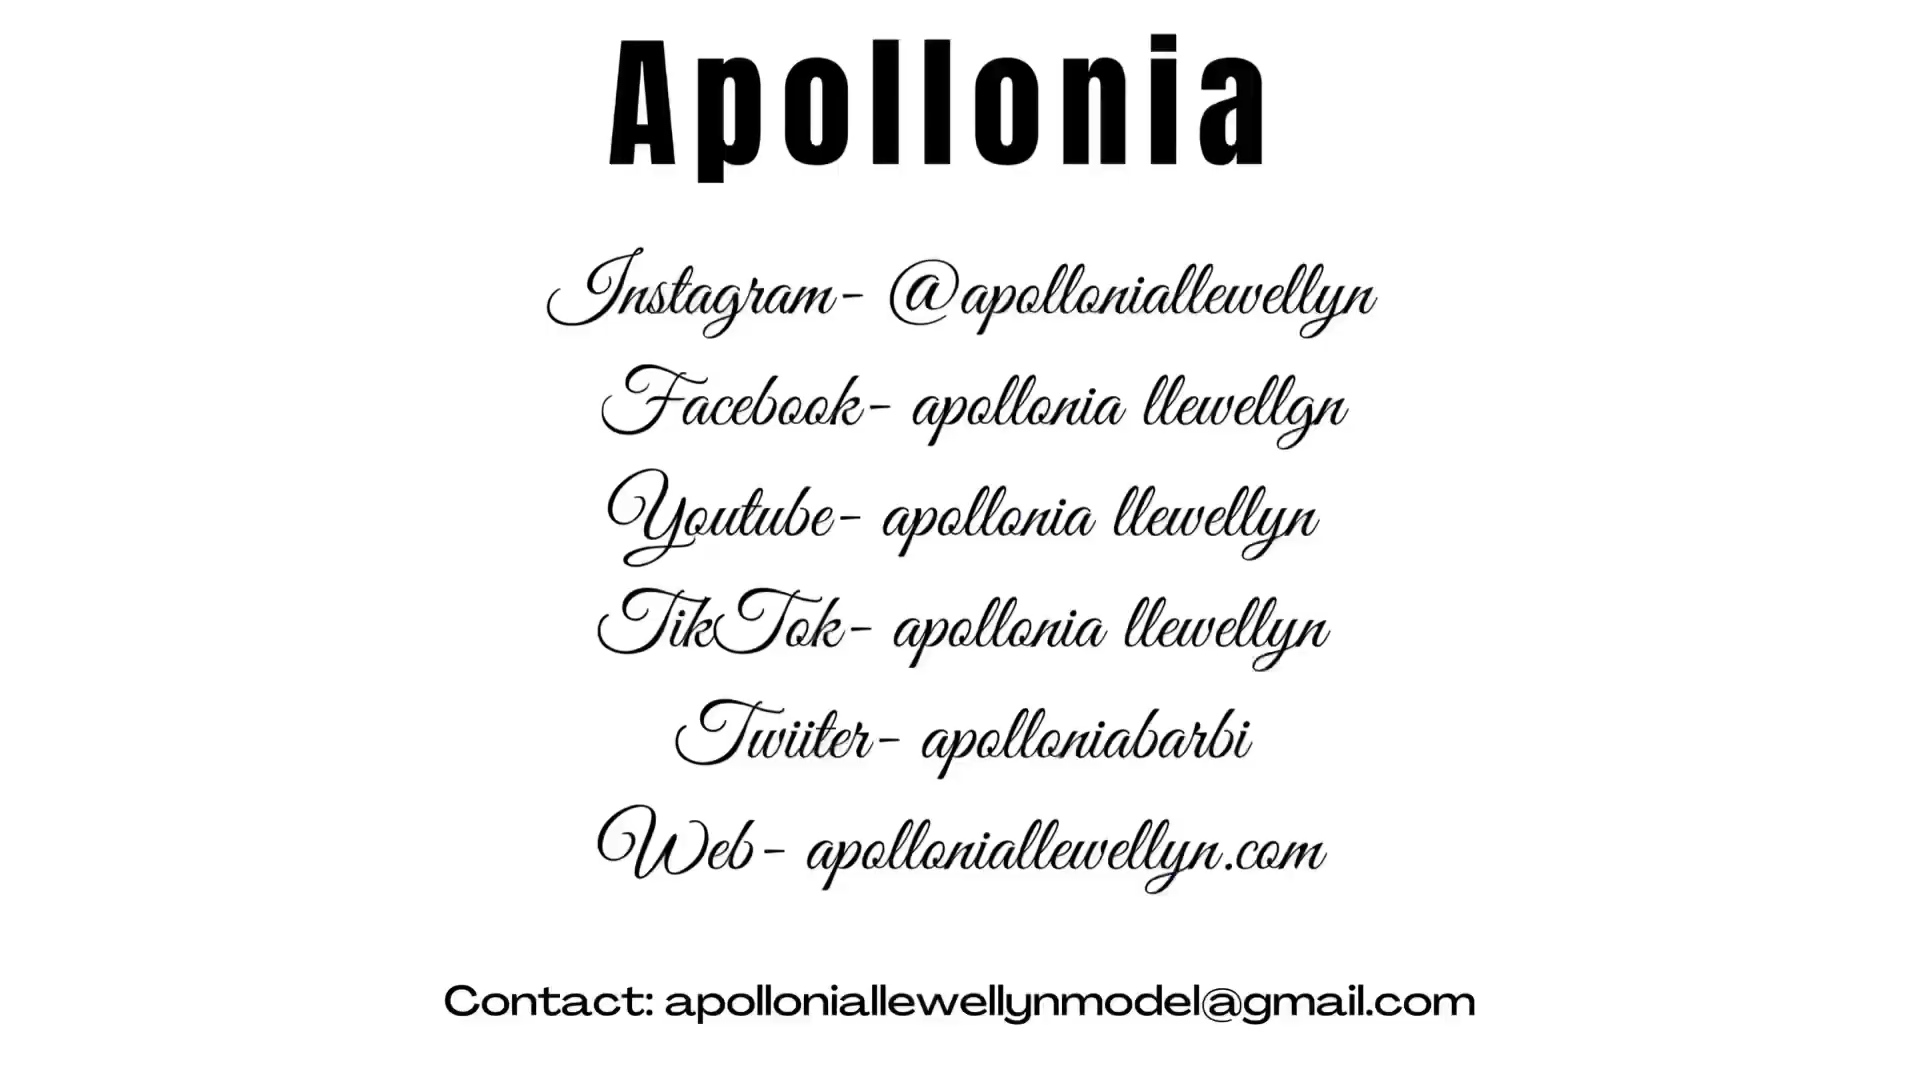 Apollonia
Instagram- @apolloniallewellyn
Facebook- apollonia llewellgn
Youtube- apollonia llewellyn
TikTok- apollonia llewellyn
Twiiter- apolloniabarbi
Web- apolloniallewellyn.com
Contact: apolloniallewellynmodel@gmail.com